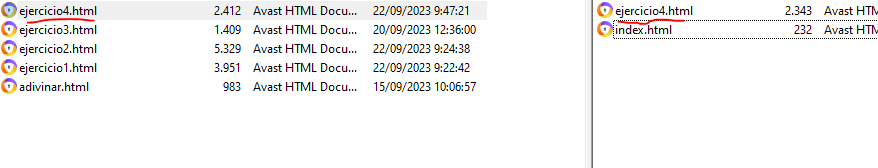 ejercicio4.html 2.412 Avast HTML Docu... 22/09/2023 9:47:21
ejercicio3.html 1.409 Avast HTML Docu... 20/09/2023 12:36:00
ejercicio2.html 5.329 Avast HTML Docu... 22/09/2023 9:24:38
ejercicio1.html 3.951 Avast HTML Docu... 22/09/2023 9:22:42
adivinar.html 983 Avast HTML Docu... 15/09/2023 10:06:57
ejercicio4.html 2.343 Avast HTM
index.html 232 Avast HTM